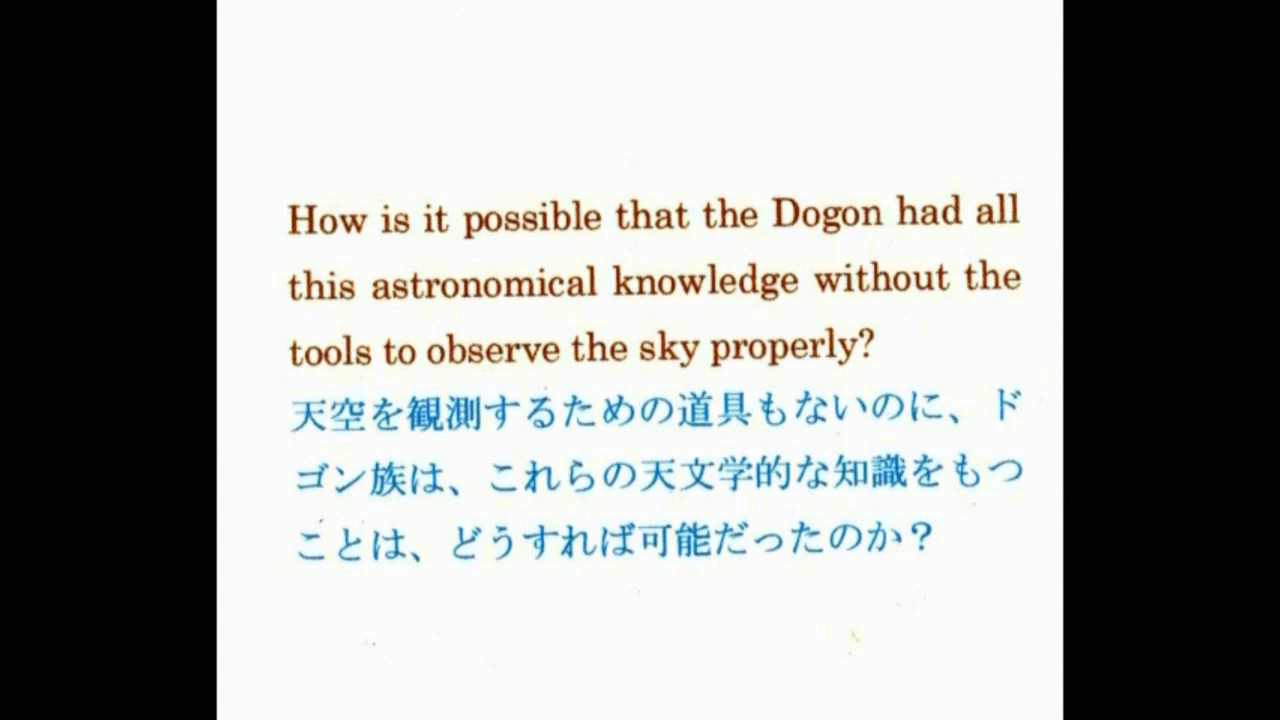 How is it possible that the Dogon had all
this astronomical knowledge without the
tools to observe the sky properly?
天空を観測するための道具もないのに、ド
ゴン族は、これらの天文学的な知識をもつ
ことは、どうすれば可能だったのか？